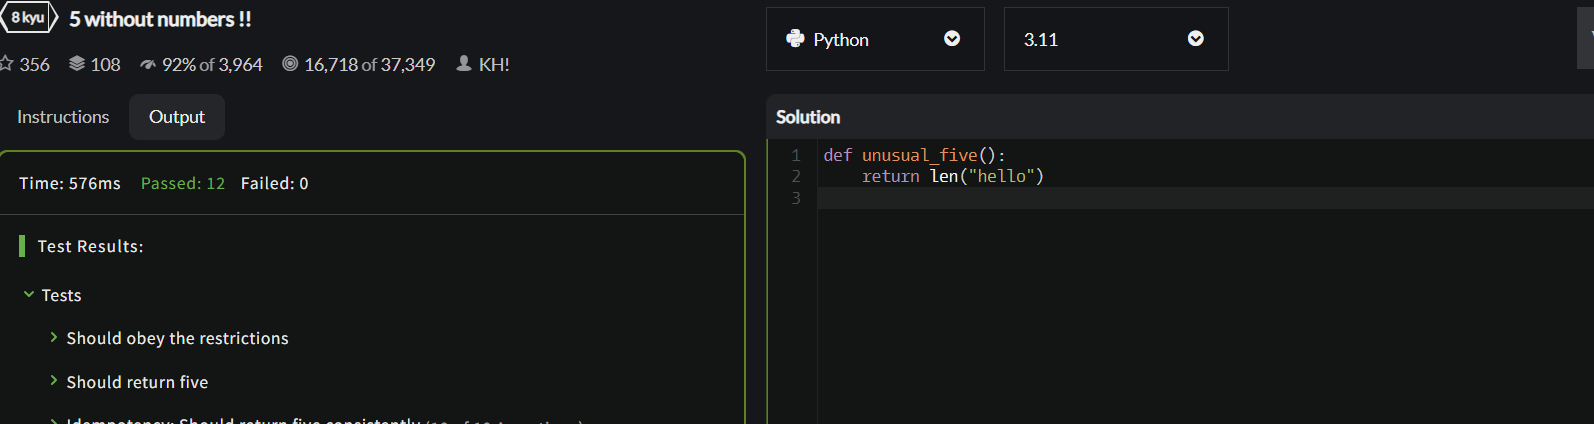 8 kyu 5 without numbers !!
356 108 92% of 3,964 16,718 of 37,349 KH!
Instructions Output
Time: 576ms Passed: 12 Failed: 0
Test Results:
Tests
Should obey the restrictions
Should return five
Idempotency: Should return five consistently
Python 3.11
Solution
1 def unusual_five():
2 return len("hello")
3